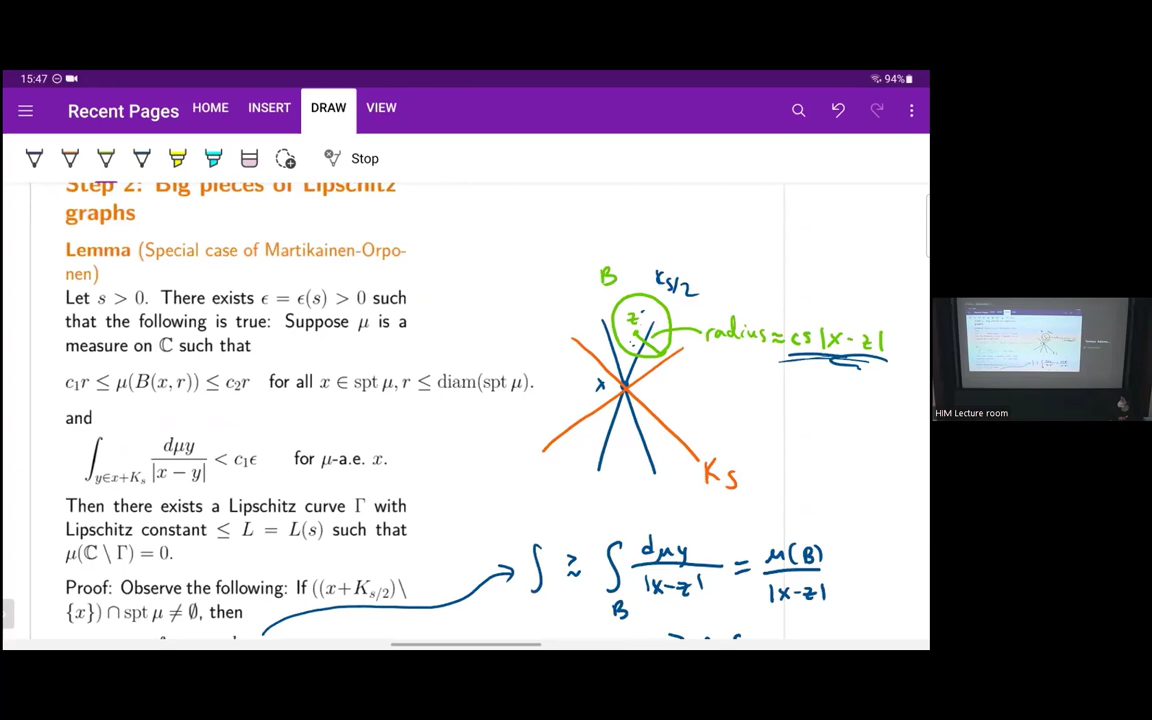 15:47
94%
Recent Pages HOME INSERT DRAW VIEW
Stop
Step 2: Big pieces of Lipschitz
graphs
Lemma (Special case of Martikainen-Orpo-
nen)
Let s > 0. There exists ϵ = ϵ(s) > 0 such
that the following is true: Suppose μ is a
measure on ℂ such that
c₁r ≤ μ(B(x, r)) ≤ c₂r for all x ∈ spt μ, r ≤ diam(spt μ).
and
∫_{y∈x+K_s} dμy / |x − y| < c₁ϵ for μ-a.e. x.
Then there exists a Lipschitz curve Γ with
Lipschitz constant ≤ L = L(s) such that
μ(ℂ \ Γ) = 0.
Proof: Observe the following: If ((x+K_{s/2})\
{x}) ∩ spt μ ≠ ∅, then
B
K_{s/2}
z
radius ≈ cs |x − z|
x
K_s
∫ ≳ ∫_B dμy / |x−z| = μ(B) / |x−z|
HIM Lecture room